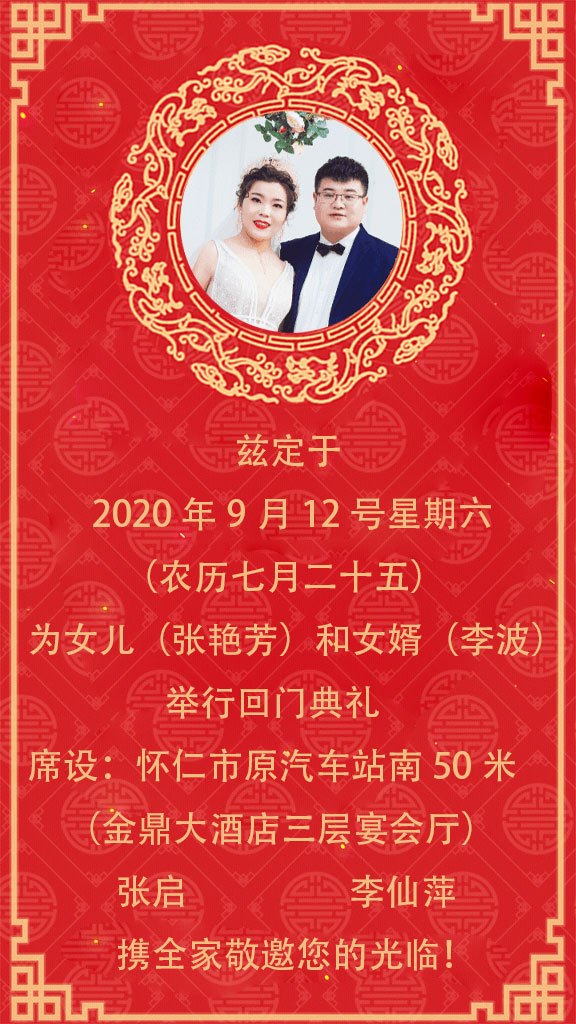 兹定于
2020 年 9 月 12 号星期六
（农历七月二十五）
为女儿（张艳芳）和女婿（李波）
举行回门典礼
席设：怀仁市原汽车站南 50 米
（金鼎大酒店三层宴会厅）
张启 李仙萍
携全家敬邀您的光临！